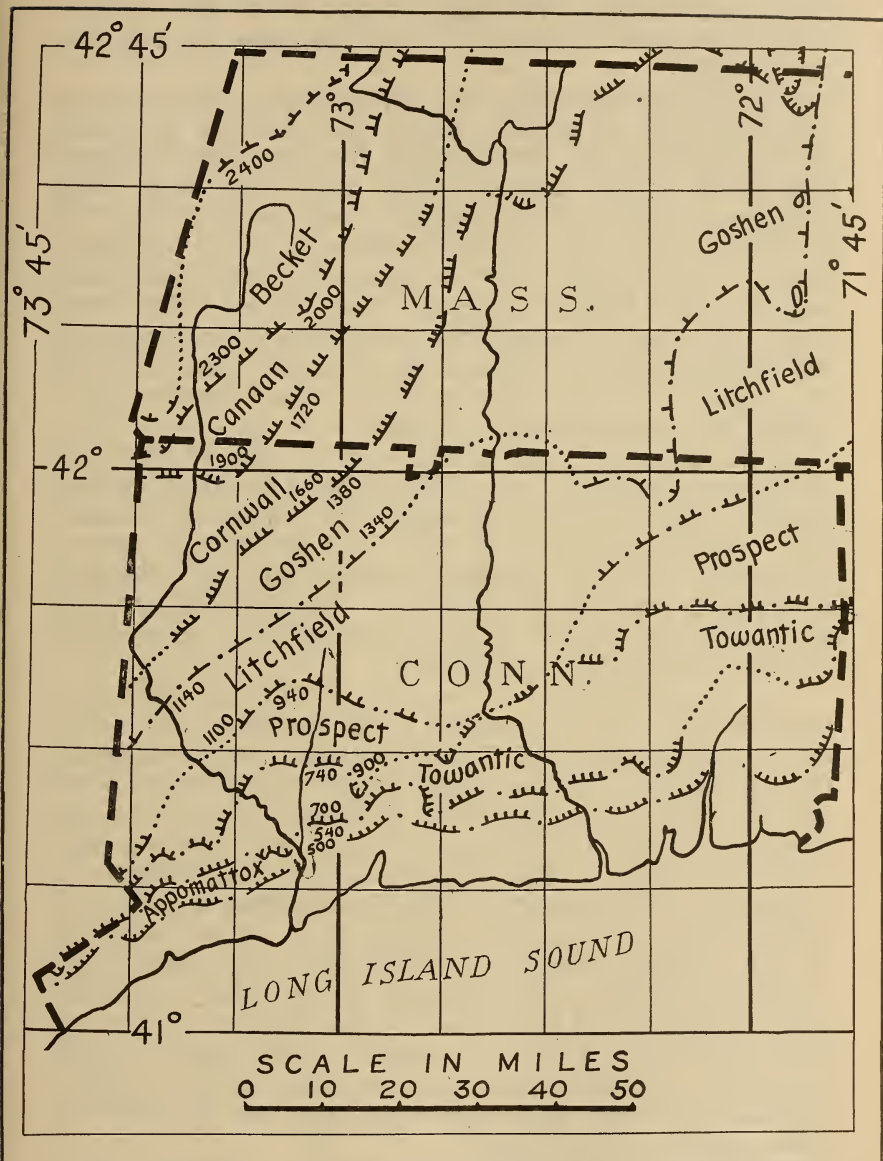 42° 45'
73°
72°
2400
73° 45'
Becket
Goshen
71° 45'
MASS.
2000
2300
Canaan
1720
Litchfield
42°
1900
1660
1380
Cornwall
1340
Goshen
Prospect
Litchfield
Towantic
CONN.
1140
940
1100
Prospect
900
740
Towantic
700
540
500
Appomattox
LONG ISLAND SOUND
41°
SCALE IN MILES
0 10 20 30 40 50